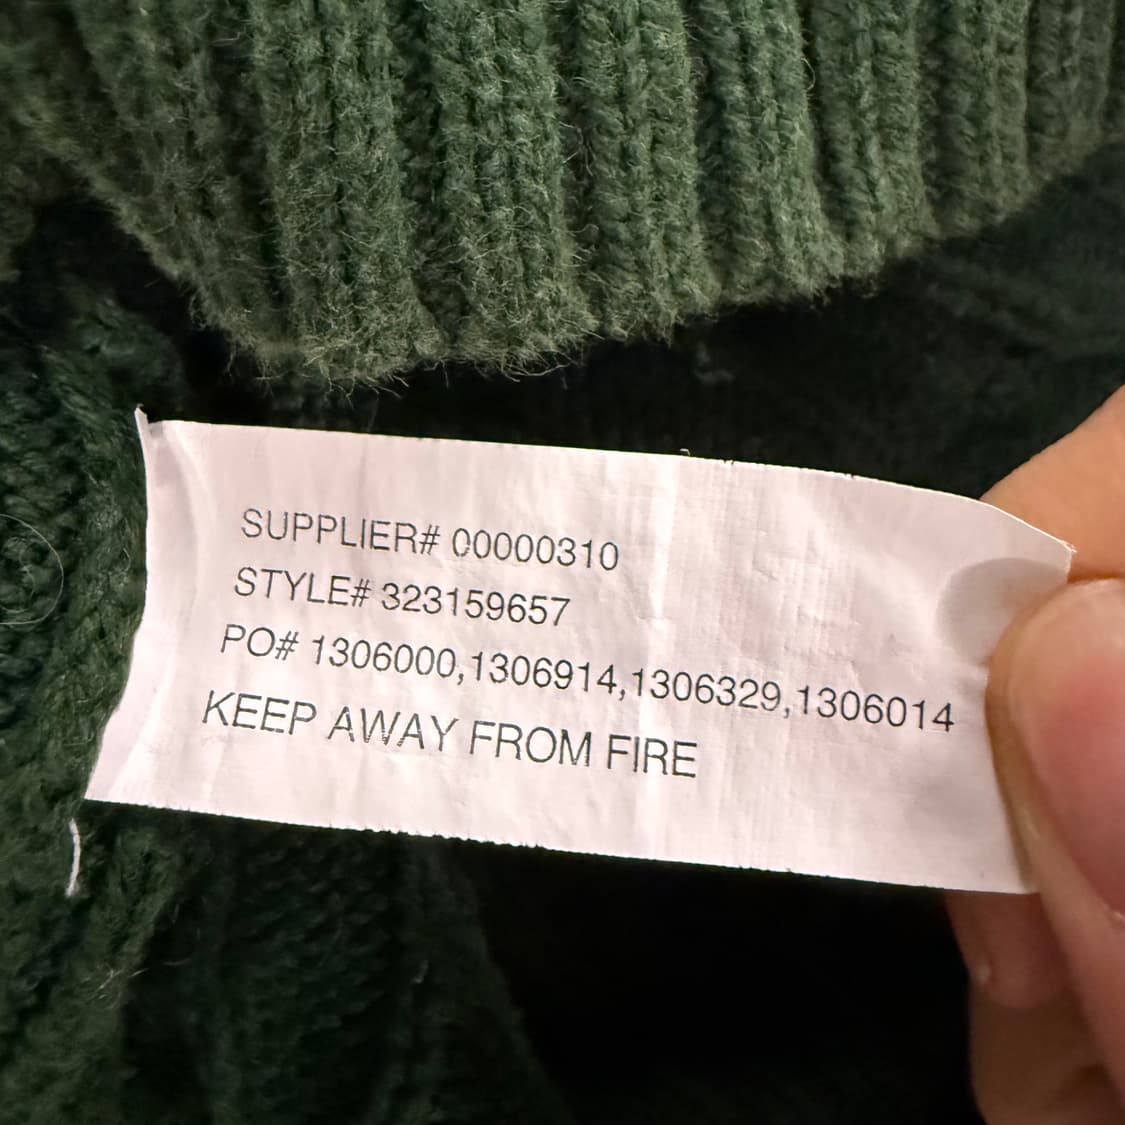 SUPPLIER# 00000310
STYLE# 323159657
PO# 1306000,1306914,1306329,1306014
KEEP AWAY FROM FIRE